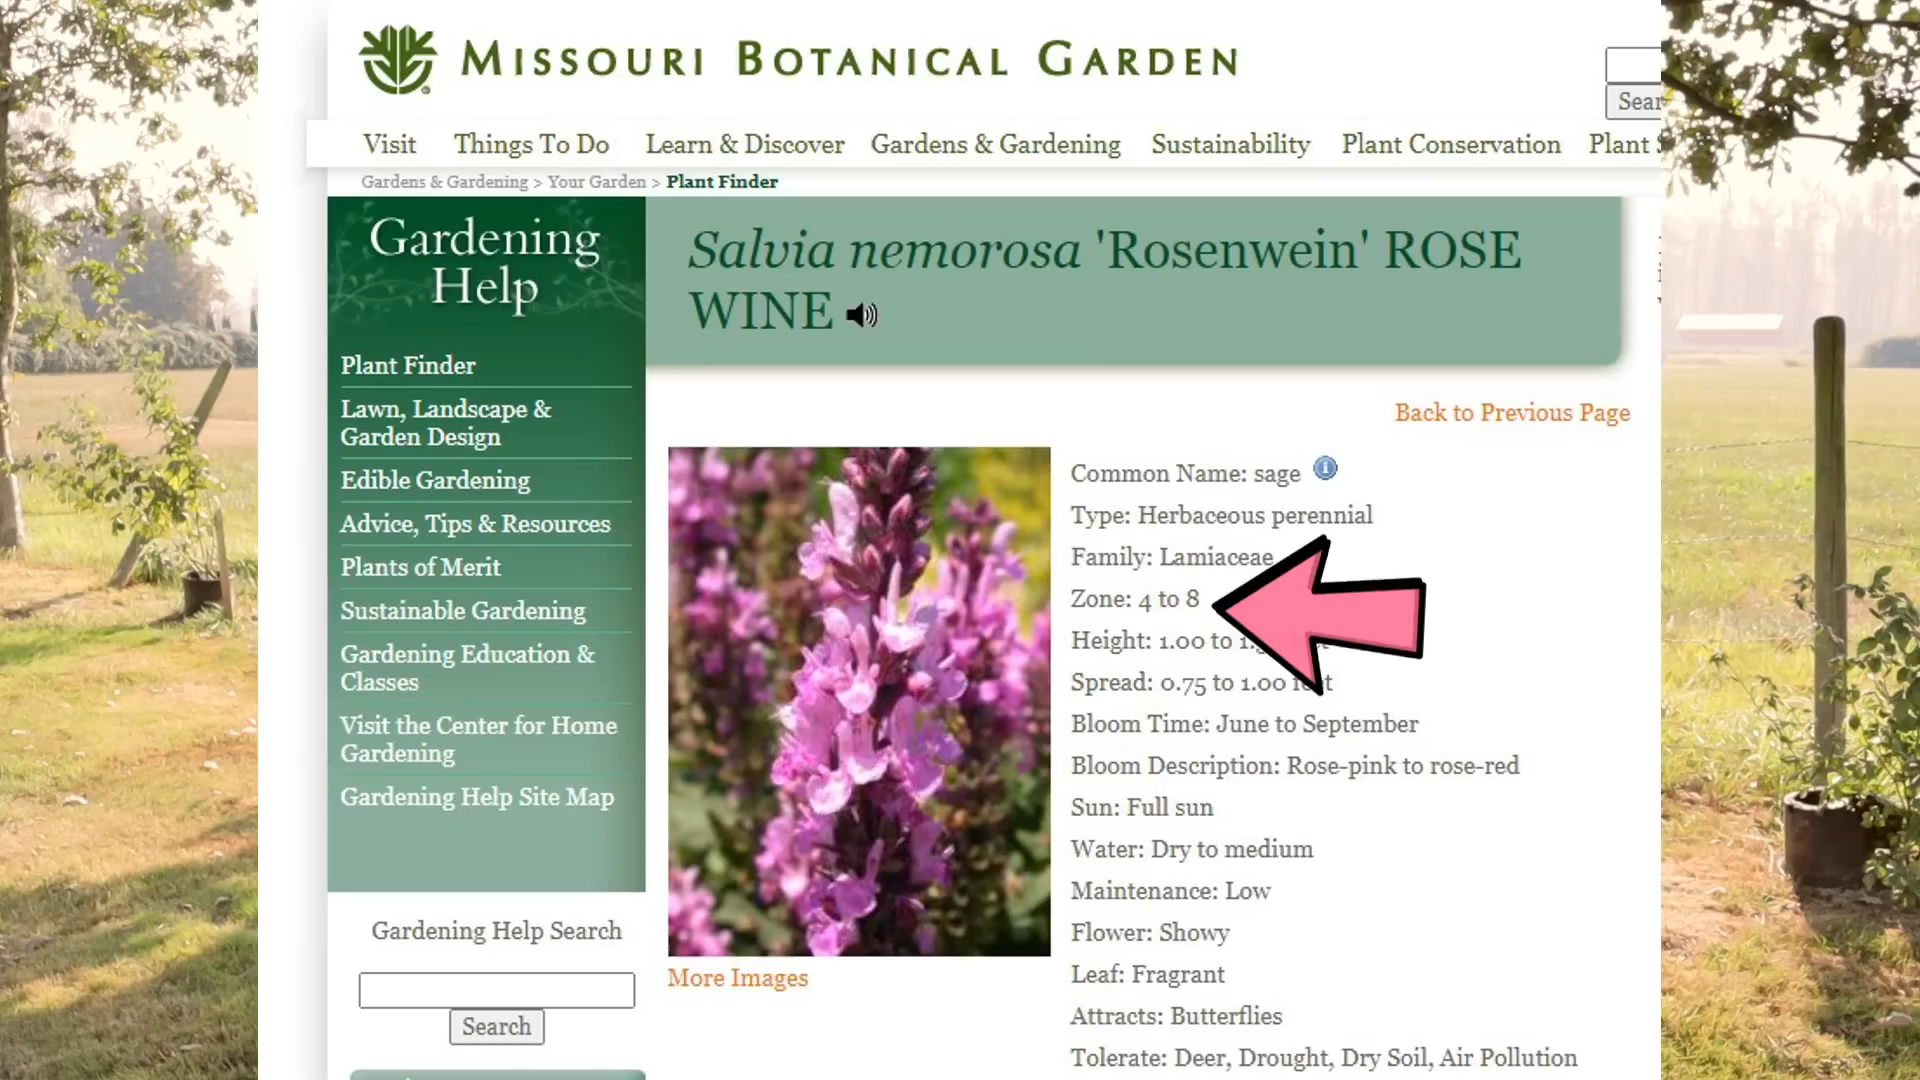 MISSOURI BOTANICAL GARDEN
Sear
Visit Things To Do Learn & Discover Gardens & Gardening Sustainability Plant Conservation Plant
Gardens & Gardening > Your Garden > Plant Finder
Gardening
Help
Salvia nemorosa 'Rosenwein' ROSE
WINE
Plant Finder
Lawn, Landscape &
Garden Design
Edible Gardening
Advice, Tips & Resources
Plants of Merit
Sustainable Gardening
Gardening Education &
Classes
Visit the Center for Home
Gardening
Gardening Help Site Map
Gardening Help Search
Search
Back to Previous Page
More Images
Common Name: sage
Type: Herbaceous perennial
Family: Lamiaceae
Zone: 4 to 8
Height: 1.00 to
Spread: 0.75 to 1.00 feet
Bloom Time: June to September
Bloom Description: Rose-pink to rose-red
Sun: Full sun
Water: Dry to medium
Maintenance: Low
Flower: Showy
Leaf: Fragrant
Attracts: Butterflies
Tolerate: Deer, Drought, Dry Soil, Air Pollution